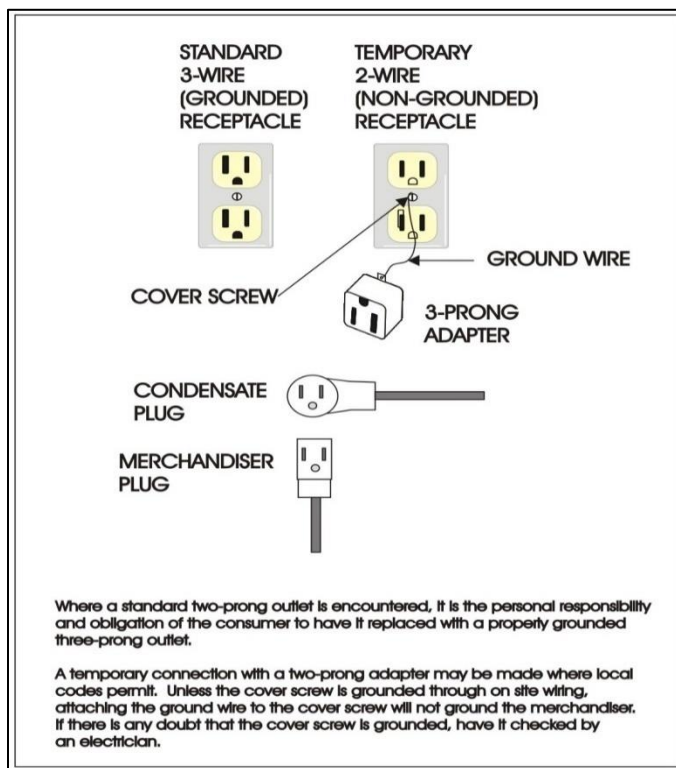 STANDARD
3-WIRE
(GROUNDED)
RECEPTACLE
TEMPORARY
2-WIRE
(NON-GROUNDED)
RECEPTACLE
GROUND WIRE
COVER SCREW
3-PRONG
ADAPTER
CONDENSATE
PLUG
MERCHANDISER
PLUG
Where a standard two-prong outlet is encountered, it is the personal responsibility
and obligation of the consumer to have it replaced with a properly grounded
three-prong outlet.
A temporary connection with a two-prong adapter may be made where local
codes permit. Unless the cover screw is grounded through on site wiring,
attaching the ground wire to the cover screw will not ground the merchandiser.
If there is any doubt that the cover screw is grounded, have it checked by
an electrician.